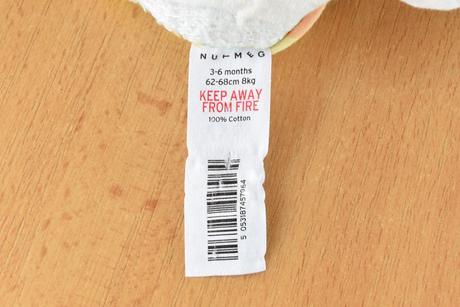 NUTMEG
3-6 months
62-68cm 8kg
KEEP AWAY
FROM FIRE
100% Cotton
5 053187457964